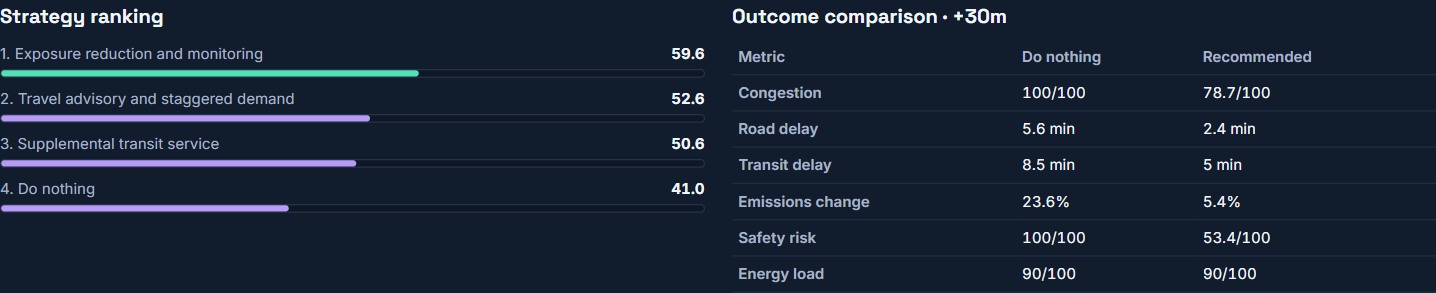 Strategy ranking
1. Exposure reduction and monitoring 59.6
2. Travel advisory and staggered demand 52.6
3. Supplemental transit service 50.6
4. Do nothing 41.0
Outcome comparison · +30m
Metric Do nothing Recommended
Congestion 100/100 78.7/100
Road delay 5.6 min 2.4 min
Transit delay 8.5 min 5 min
Emissions change 23.6% 5.4%
Safety risk 100/100 53.4/100
Energy load 90/100 90/100